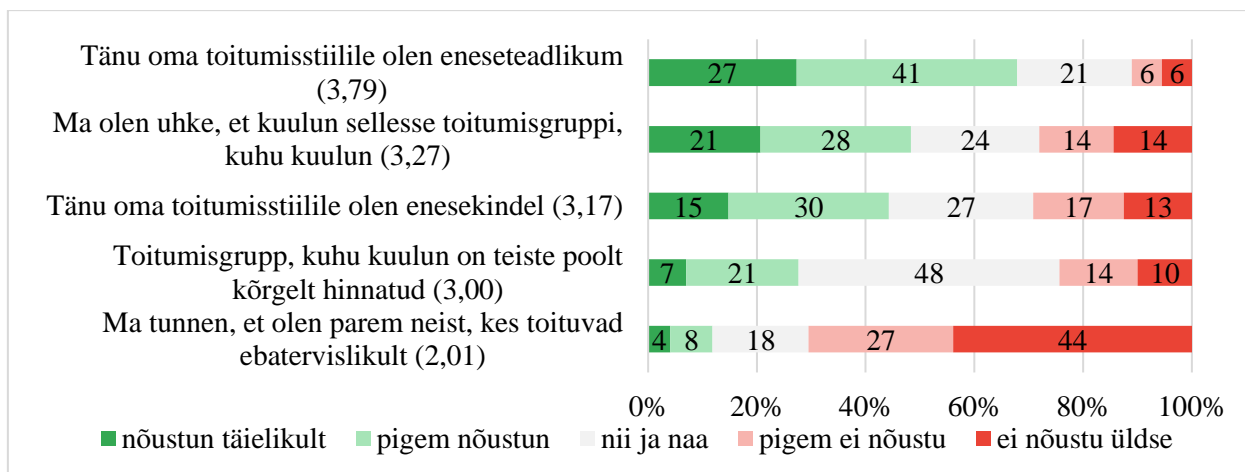 Tänu oma toitumisstiilile olen eneseteadlikum
(3,79)
27 41 21 6 6
Ma olen uhke, et kuulun sellesse toitumisgruppi,
kuhu kuulun (3,27)
21 28 24 14 14
Tänu oma toitumisstiilile olen enesekindel (3,17)
15 30 27 17 13
Toitumisgrupp, kuhu kuulun on teiste poolt
kõrgelt hinnatud (3,00)
7 21 48 14 10
Ma tunnen, et olen parem neist, kes toituvad
ebatervislikult (2,01)
4 8 18 27 44
0% 20% 40% 60% 80% 100%
nõustun täielikult pigem nõustun nii ja naa pigem ei nõustu ei nõustu üldse